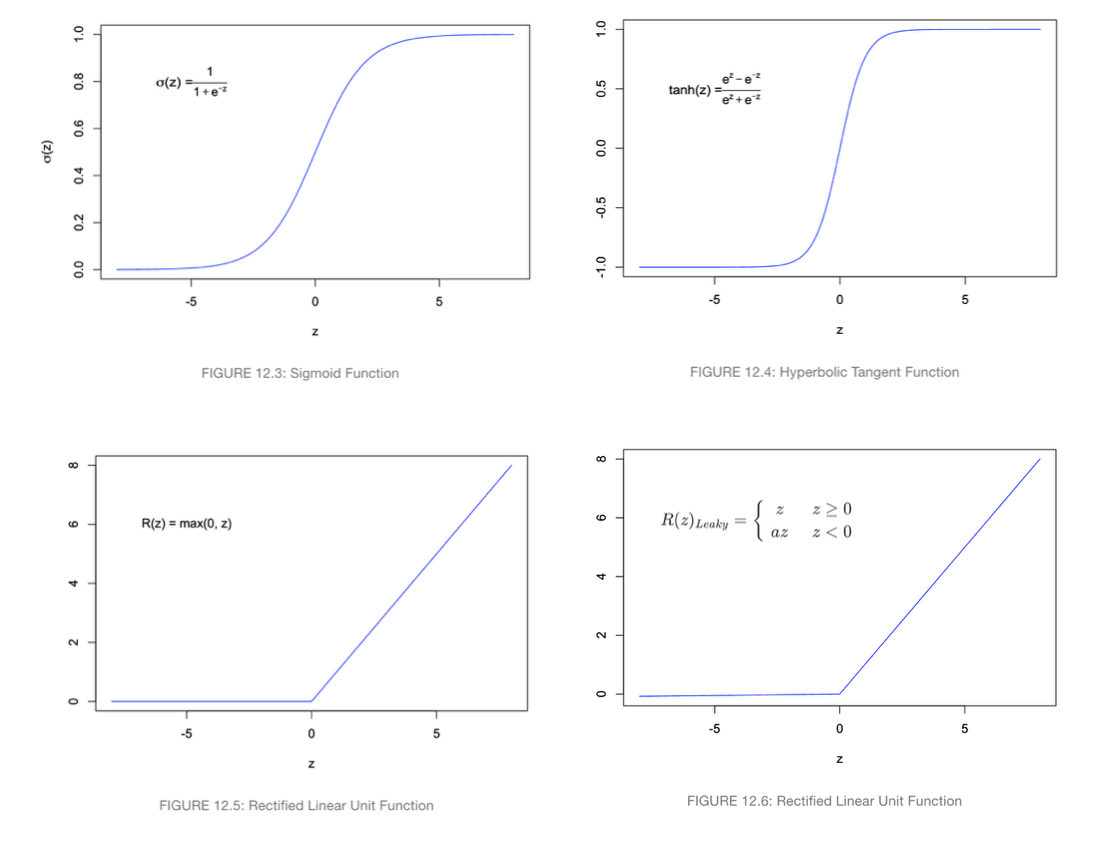 1.0
0.8
0.6
0.4
0.2
0.0
σ(z)
σ(z) = 1 / 1 + e^-z
-5 0 5
z
FIGURE 12.3: Sigmoid Function
1.0
0.5
0.0
-0.5
-1.0
tanh(z) = e^z − e^-z / e^z + e^-z
-5 0 5
z
FIGURE 12.4: Hyperbolic Tangent Function
8
6
4
2
0
R(z) = max(0, z)
-5 0 5
z
FIGURE 12.5: Rectified Linear Unit Function
8
6
4
2
0
R(z)_Leaky = { z z ≥ 0
az z < 0
-5 0 5
z
FIGURE 12.6: Rectified Linear Unit Function